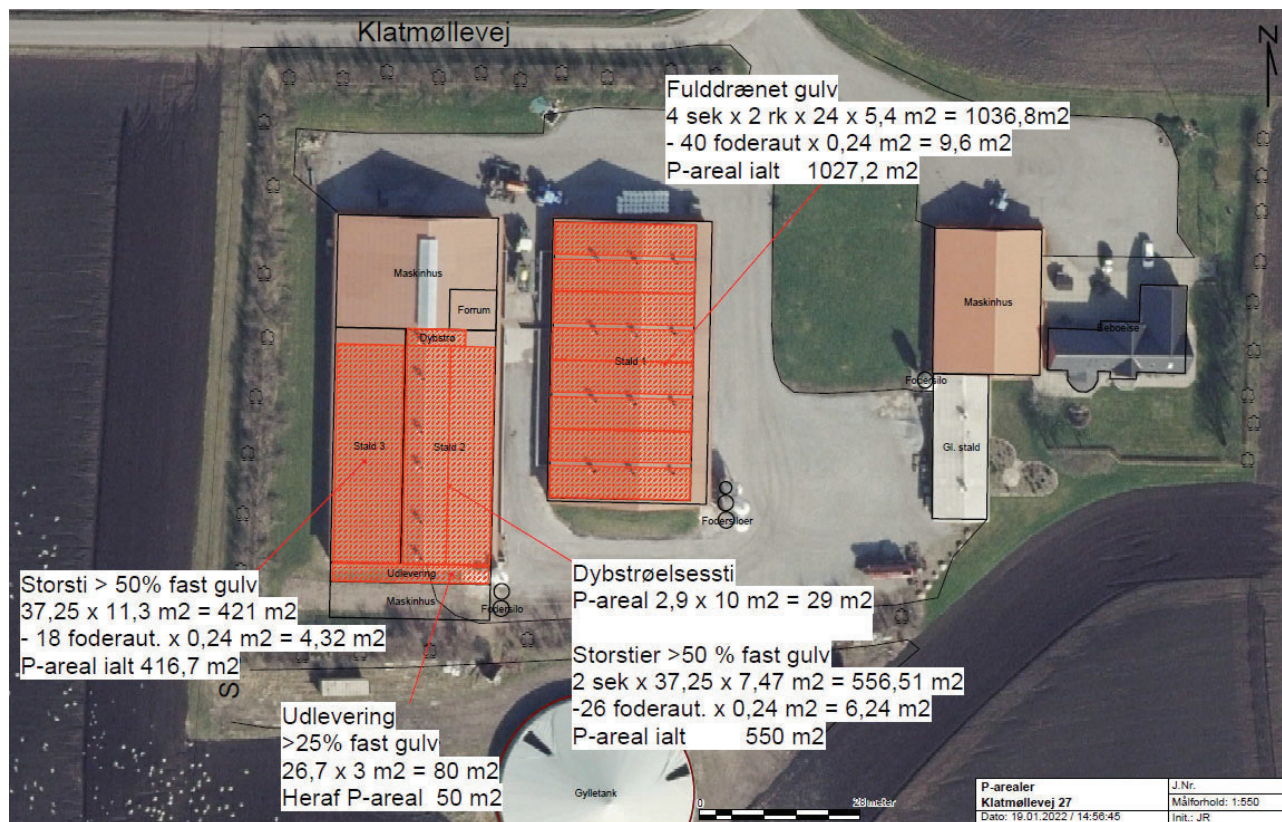 Klatmøllevej
N
Fulddrænet gulv
4 sek x 2 rk x 24 x 5,4 m2 = 1036,8m2
- 40 foderaut x 0,24 m2 = 9,6 m2
P-areal ialt 1027,2 m2
Maskinhus
Forrum
Dybstrø
Stald 1
Maskinhus
Beboelse
Fodersilo
Stald 3
Stald 2
Gl. stald
Fodersiloer
Udlevering
Maskinhus
Fodersilo
Storsti > 50% fast gulv
37,25 x 11,3 m2 = 421 m2
- 18 foderaut. x 0,24 m2 = 4,32 m2
P-areal ialt 416,7 m2
S
Dybstrøelsessti
P-areal 2,9 x 10 m2 = 29 m2
Storstier >50 % fast gulv
2 sek x 37,25 x 7,47 m2 = 556,51 m2
-26 foderaut. x 0,24 m2 = 6,24 m2
P-areal ialt 550 m2
Udlevering
>25% fast gulv
26,7 x 3 m2 = 80 m2
Heraf P-areal 50 m2
Gylletank
0 28 meter
P-arealer
Klatmøllevej 27
Dato: 19.01.2022 / 14:56:45
J.Nr.
Målforhold: 1:550
Init.: JR